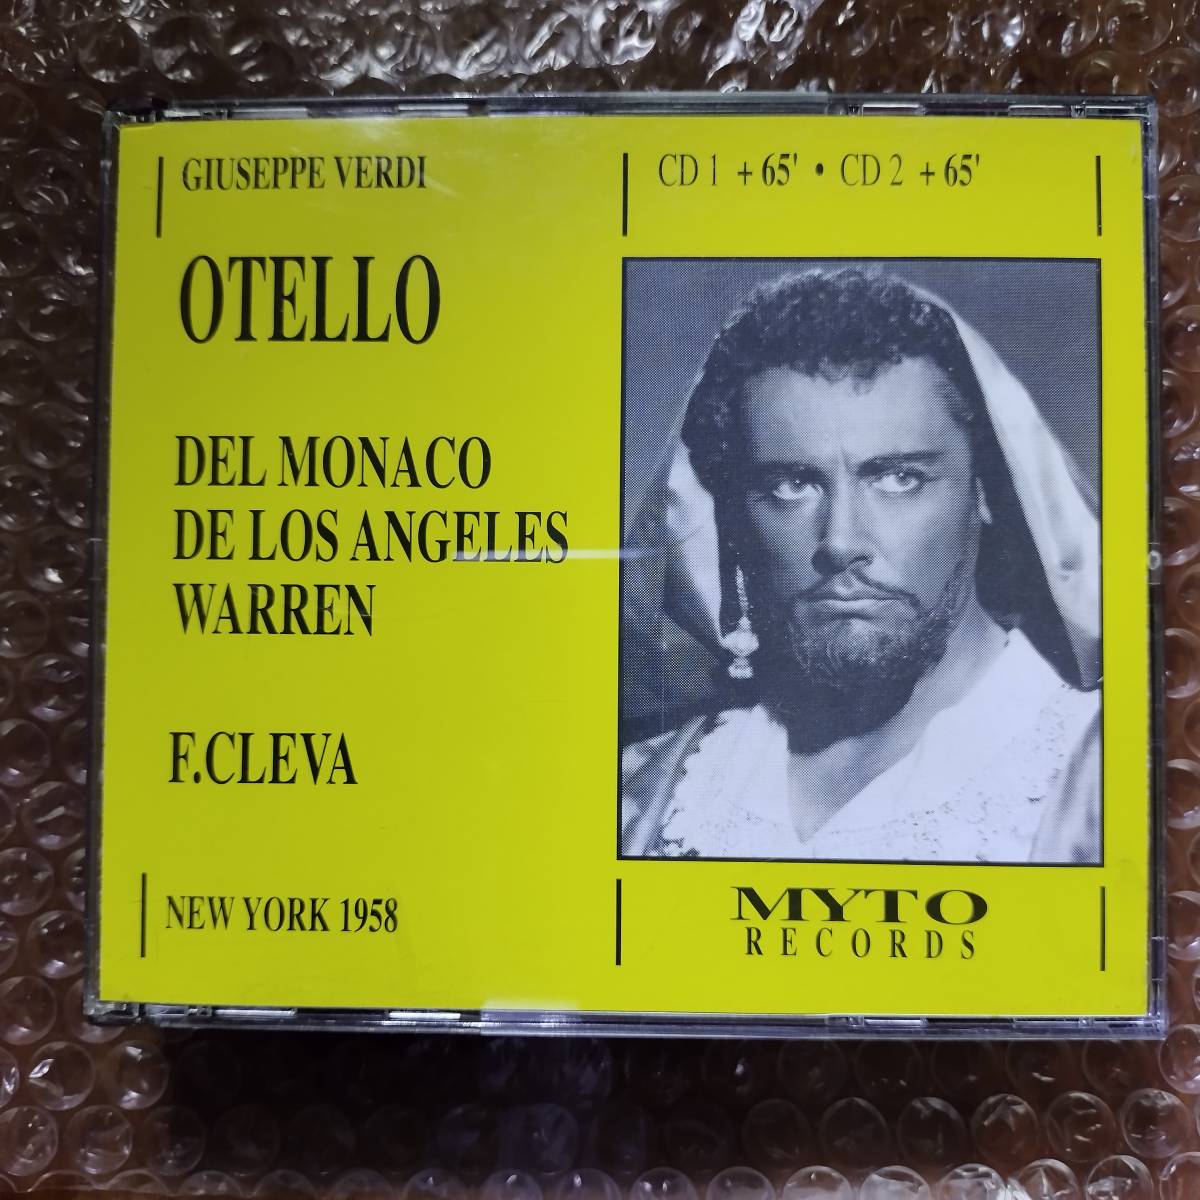 GIUSEPPE VERDI
CD 1 + 65' • CD 2 + 65'
OTELLO
DEL MONACO
DE LOS ANGELES
WARREN
F.CLEVA
NEW YORK 1958
MYTO
RECORDS